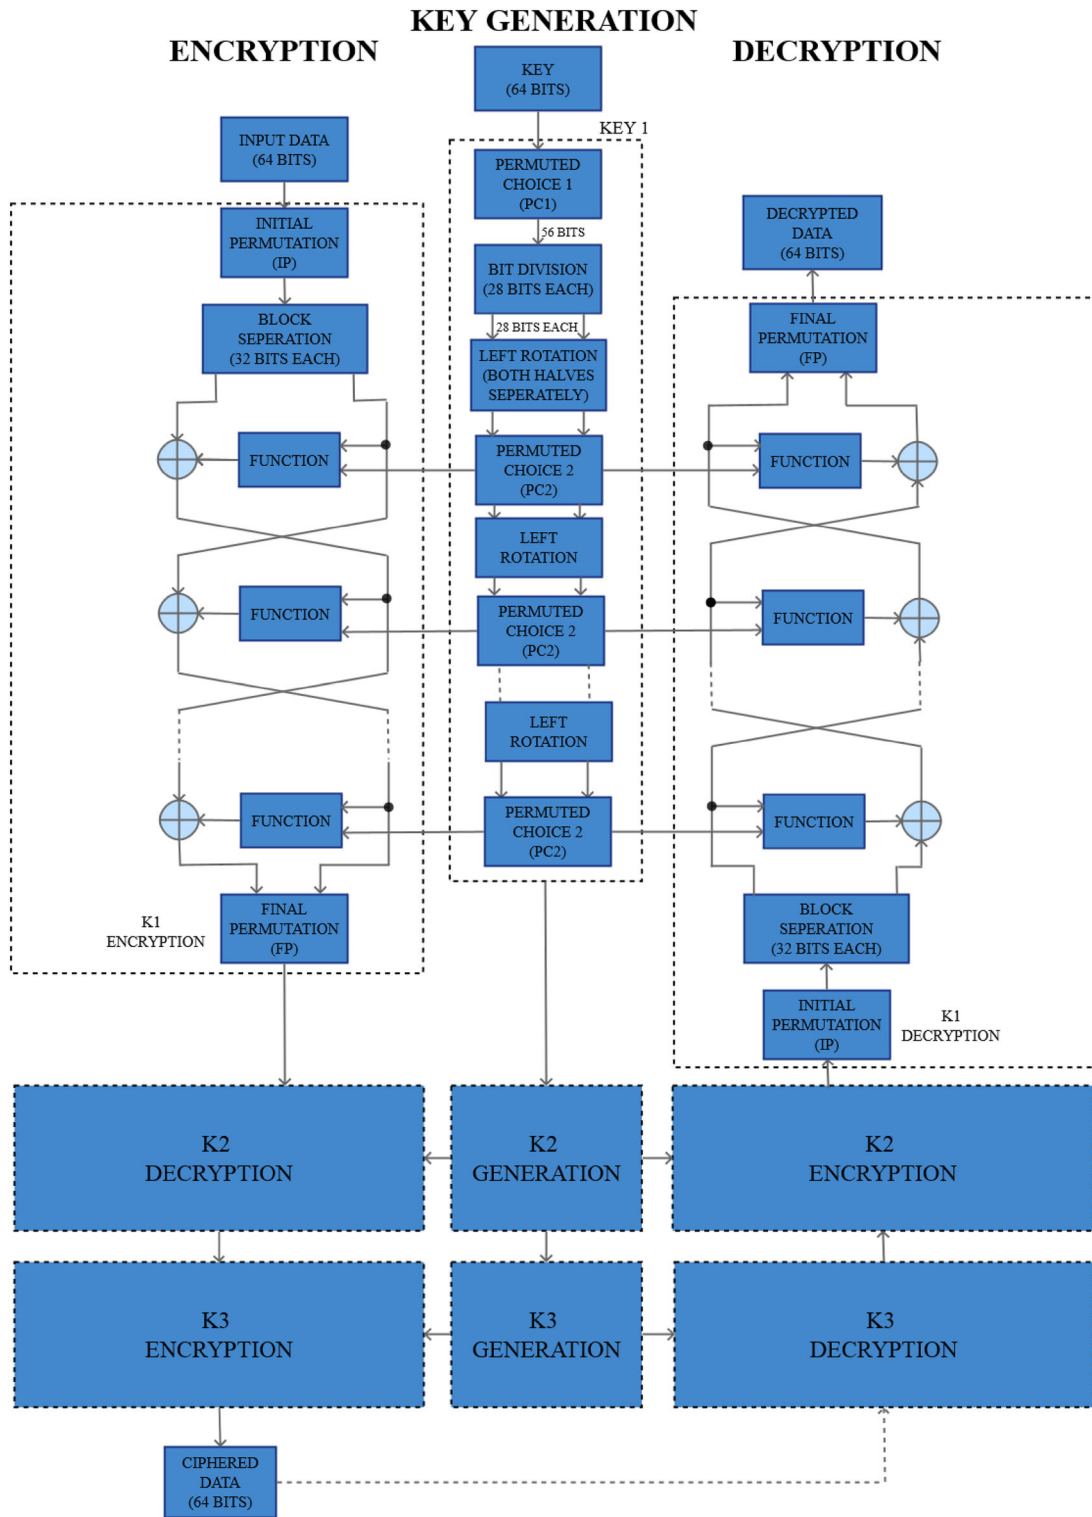 KEY GENERATION
ENCRYPTION
DECRYPTION
KEY
(64 BITS)
KEY 1
INPUT DATA
(64 BITS)
PERMUTED
CHOICE 1
(PC1)
56 BITS
INITIAL
PERMUTATION
(IP)
DECRYPTED
DATA
(64 BITS)
BIT DIVISION
(28 BITS EACH)
28 BITS EACH
BLOCK
SEPERATION
(32 BITS EACH)
FINAL
PERMUTATION
(FP)
LEFT ROTATION
(BOTH HALVES
SEPERATELY)
FUNCTION
PERMUTED
CHOICE 2
(PC2)
FUNCTION
LEFT
ROTATION
FUNCTION
PERMUTED
CHOICE 2
(PC2)
FUNCTION
LEFT
ROTATION
FUNCTION
PERMUTED
CHOICE 2
(PC2)
FUNCTION
K1
ENCRYPTION
FINAL
PERMUTATION
(FP)
BLOCK
SEPERATION
(32 BITS EACH)
INITIAL
PERMUTATION
(IP)
K1
DECRYPTION
K2
DECRYPTION
K2
GENERATION
K2
ENCRYPTION
K3
ENCRYPTION
K3
GENERATION
K3
DECRYPTION
CIPHERED
DATA
(64 BITS)